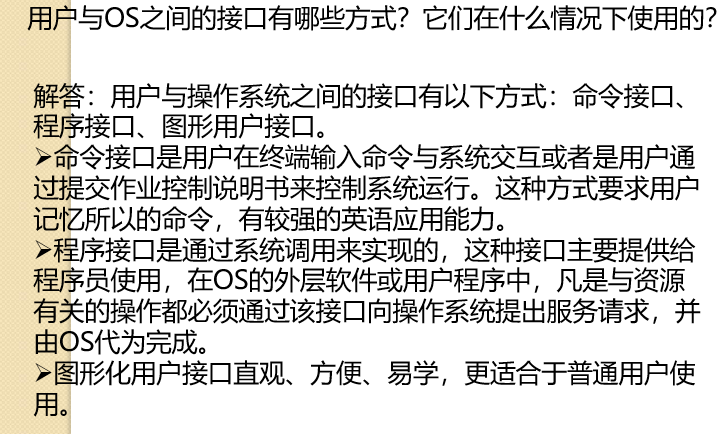 用户与OS之间的接口有哪些方式？它们在什么情况下使用的？
解答：用户与操作系统之间的接口有以下方式：命令接口、
程序接口、图形用户接口。
➢命令接口是用户在终端输入命令与系统交互或者是用户通
过提交作业控制说明书来控制系统运行。这种方式要求用户
记忆所以的命令，有较强的英语应用能力。
➢程序接口是通过系统调用来实现的，这种接口主要提供给
程序员使用，在OS的外层软件或用户程序中，凡是与资源
有关的操作都必须通过该接口向操作系统提出服务请求，并
由OS代为完成。
➢图形化用户接口直观、方便、易学，更适合于普通用户使
用。